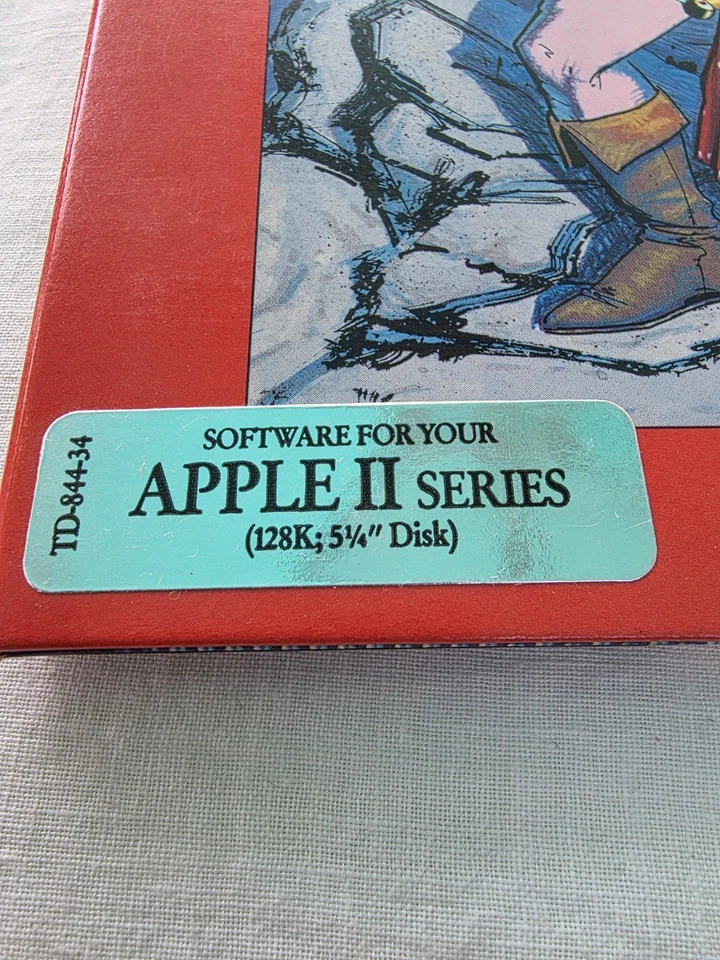 TD-844-34
SOFTWARE FOR YOUR
APPLE II SERIES
(128K; 5¼″ Disk)